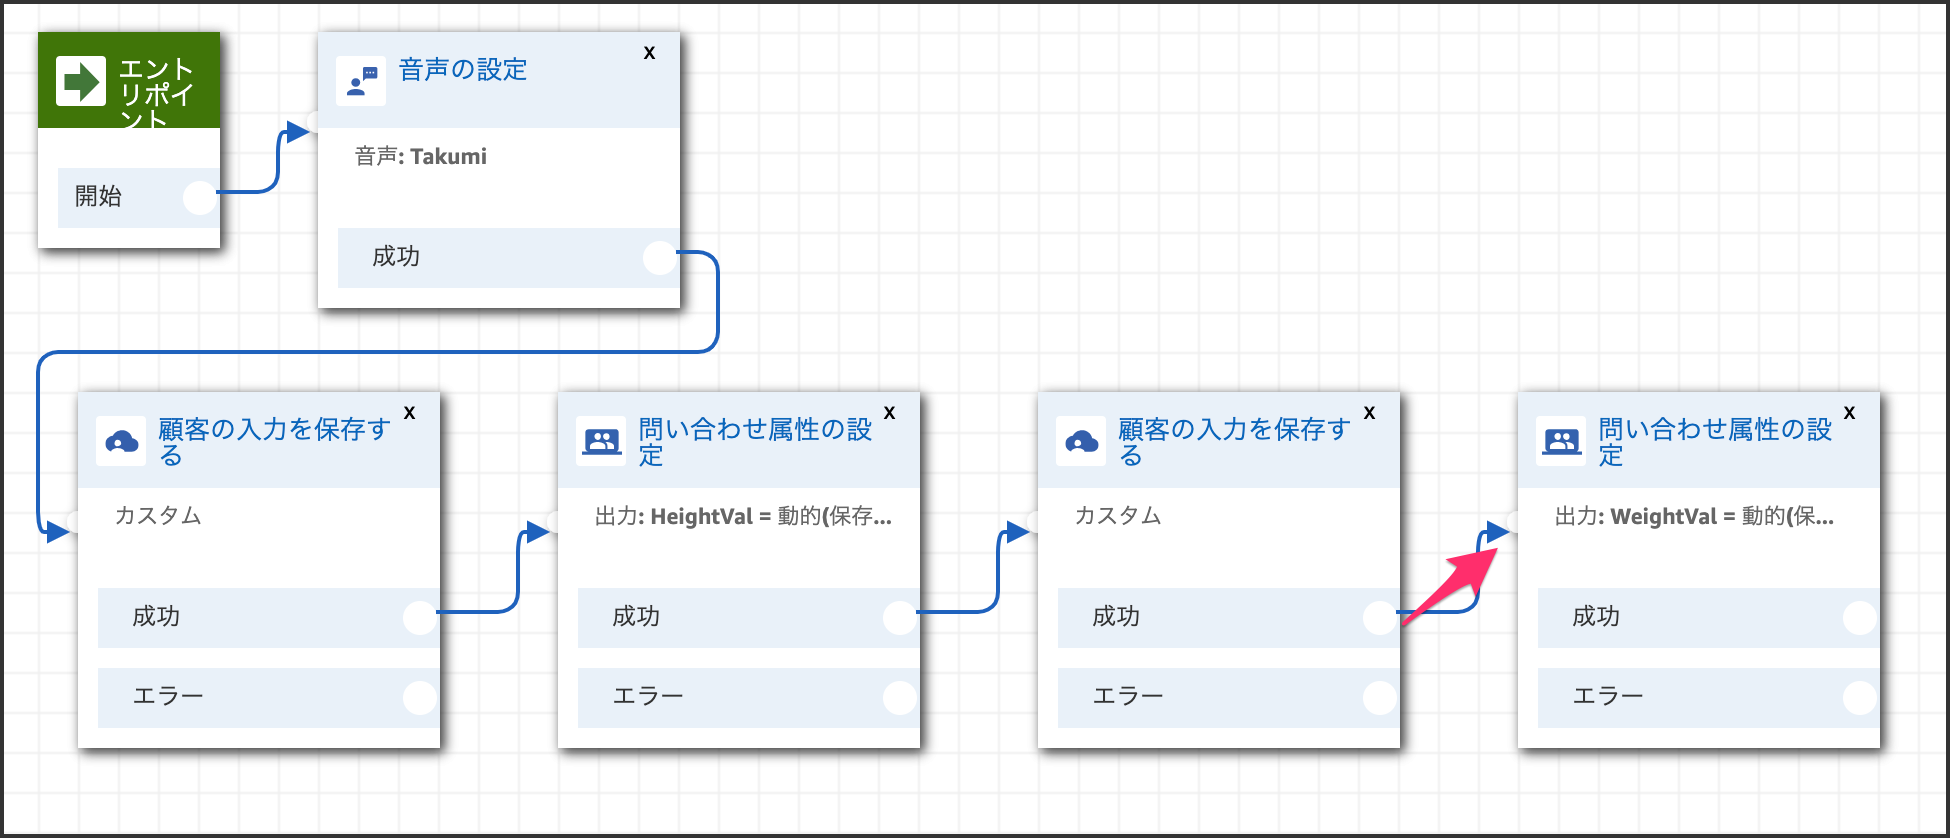 エント
リポイ
ント
開始
音声の設定
x
音声: Takumi
成功
顧客の入力を保存す
る
x
カスタム
成功
エラー
問い合わせ属性の設
定
x
出力: HeightVal = 動的(保存...
成功
エラー
顧客の入力を保存す
る
x
カスタム
成功
エラー
問い合わせ属性の設
定
x
出力: WeightVal = 動的(保...
成功
エラー